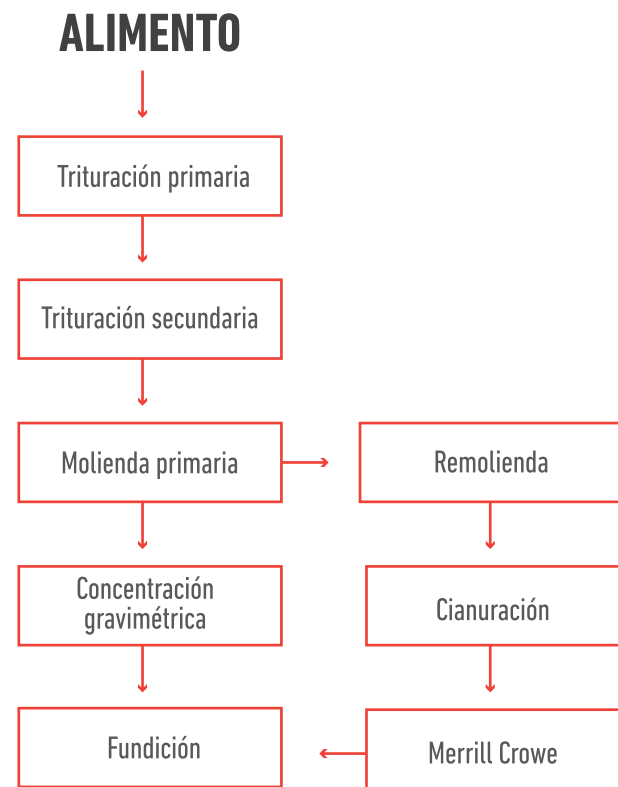 ALIMENTO
Trituración primaria
Trituración secundaria
Molienda primaria
Remolienda
Concentración
gravimétrica
Cianuración
Fundición
Merrill Crowe